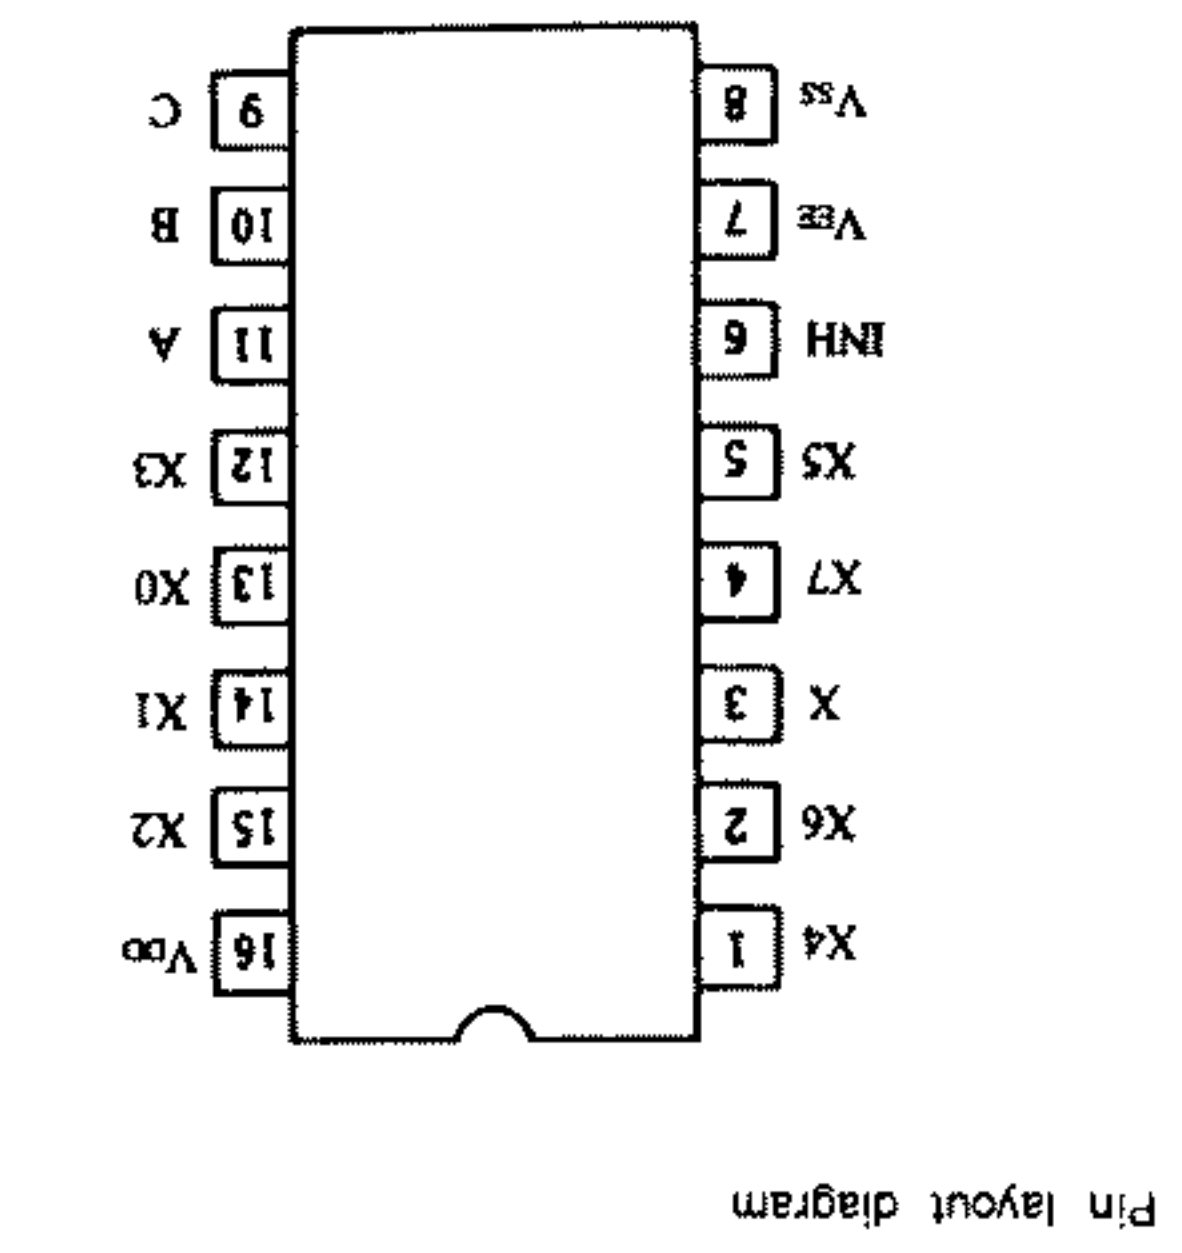 Pin layout diagram
X4 1 16 VDD
X6 2 15 X2
X 3 14 X1
X7 4 13 X0
X5 5 12 X3
INH 6 11 A
VEE 7 10 B
VSS 8 9 C